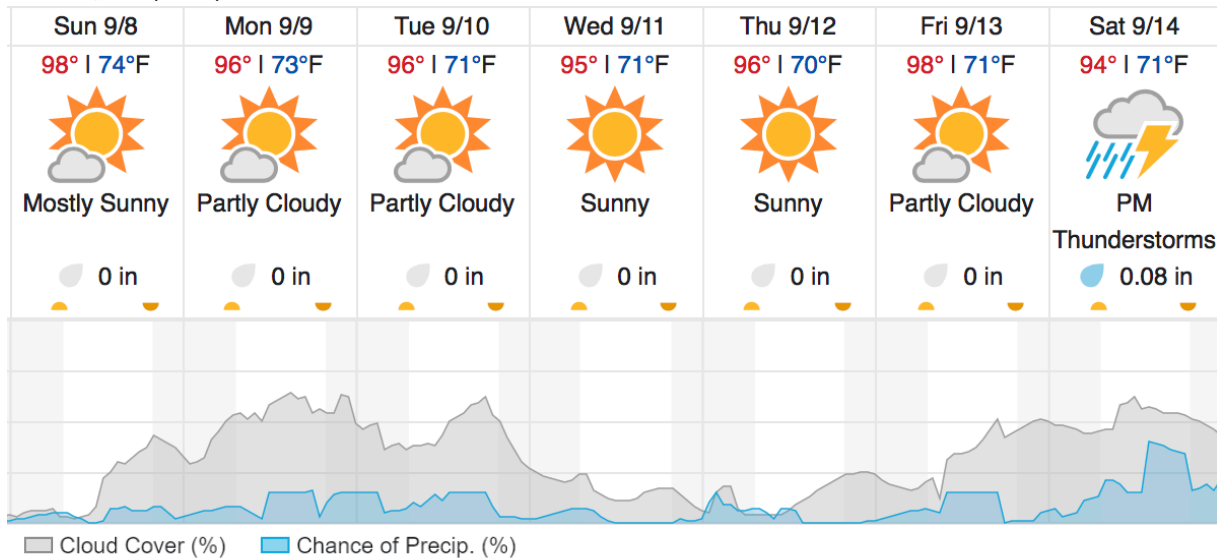 Sun 9/8 Mon 9/9 Tue 9/10 Wed 9/11 Thu 9/12 Fri 9/13 Sat 9/14
98° | 74°F 96° | 73°F 96° | 71°F 95° | 71°F 96° | 70°F 98° | 71°F 94° | 71°F
Mostly Sunny Partly Cloudy Partly Cloudy Sunny Sunny Partly Cloudy PM
Thunderstorms
0 in 0 in 0 in 0 in 0 in 0 in 0.08 in
Cloud Cover (%) Chance of Precip. (%)